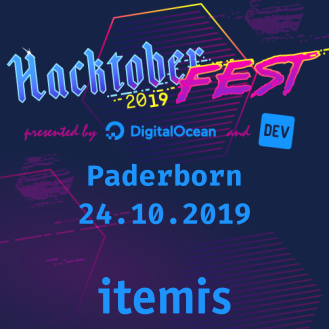 Hacktober
FEST
2019
presented by DigitalOcean and DEV
Paderborn
24.10.2019
itemis